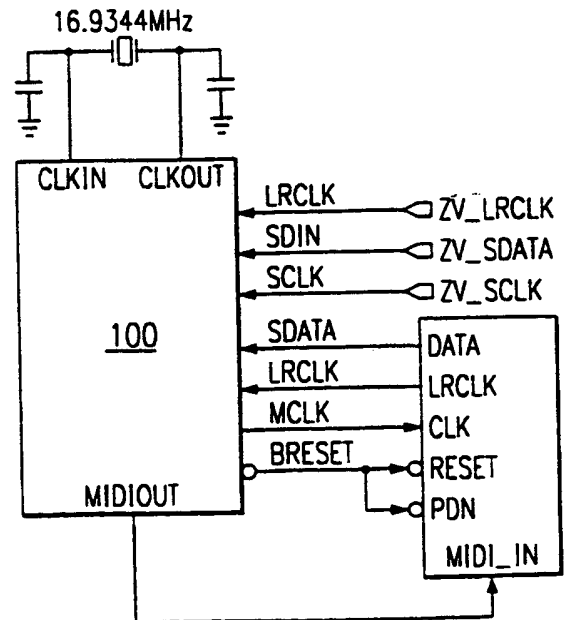 16.9344MHz
CLKIN CLKOUT
LRCLK ZV_LRCLK
SDIN ZV_SDATA
SCLK ZV_SCLK
100
SDATA DATA
LRCLK LRCLK
MCLK CLK
BRESET RESET
PDN
MIDIOUT
MIDI_IN